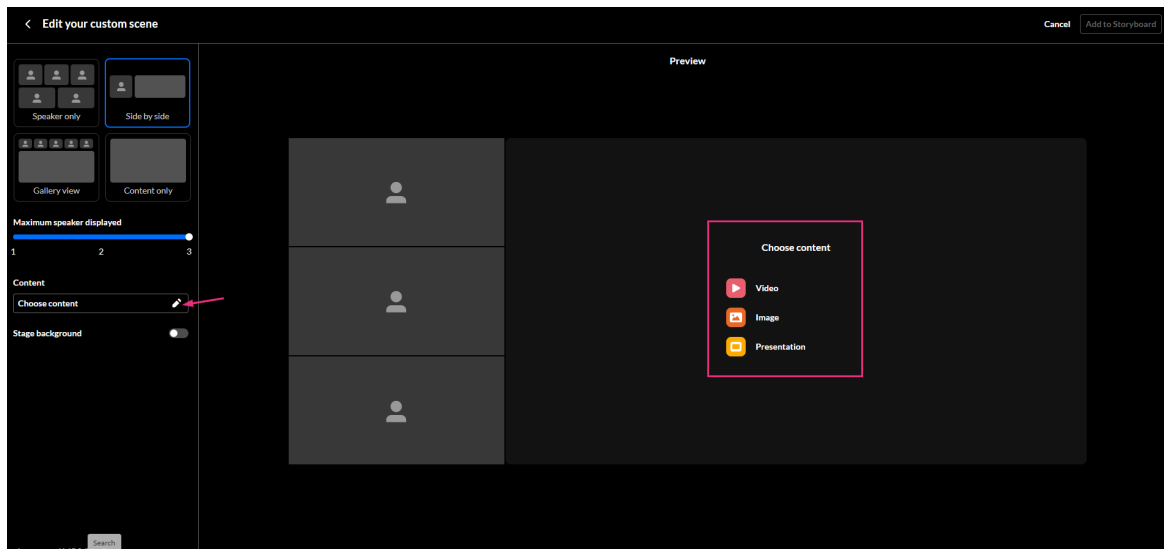 Edit your custom scene
Cancel
Add to Storyboard
Preview
Speaker only
Side by side
Gallery view
Content only
Maximum speaker displayed
1 2 3
Content
Choose content
Stage background
Choose content
Video
Image
Presentation
Search